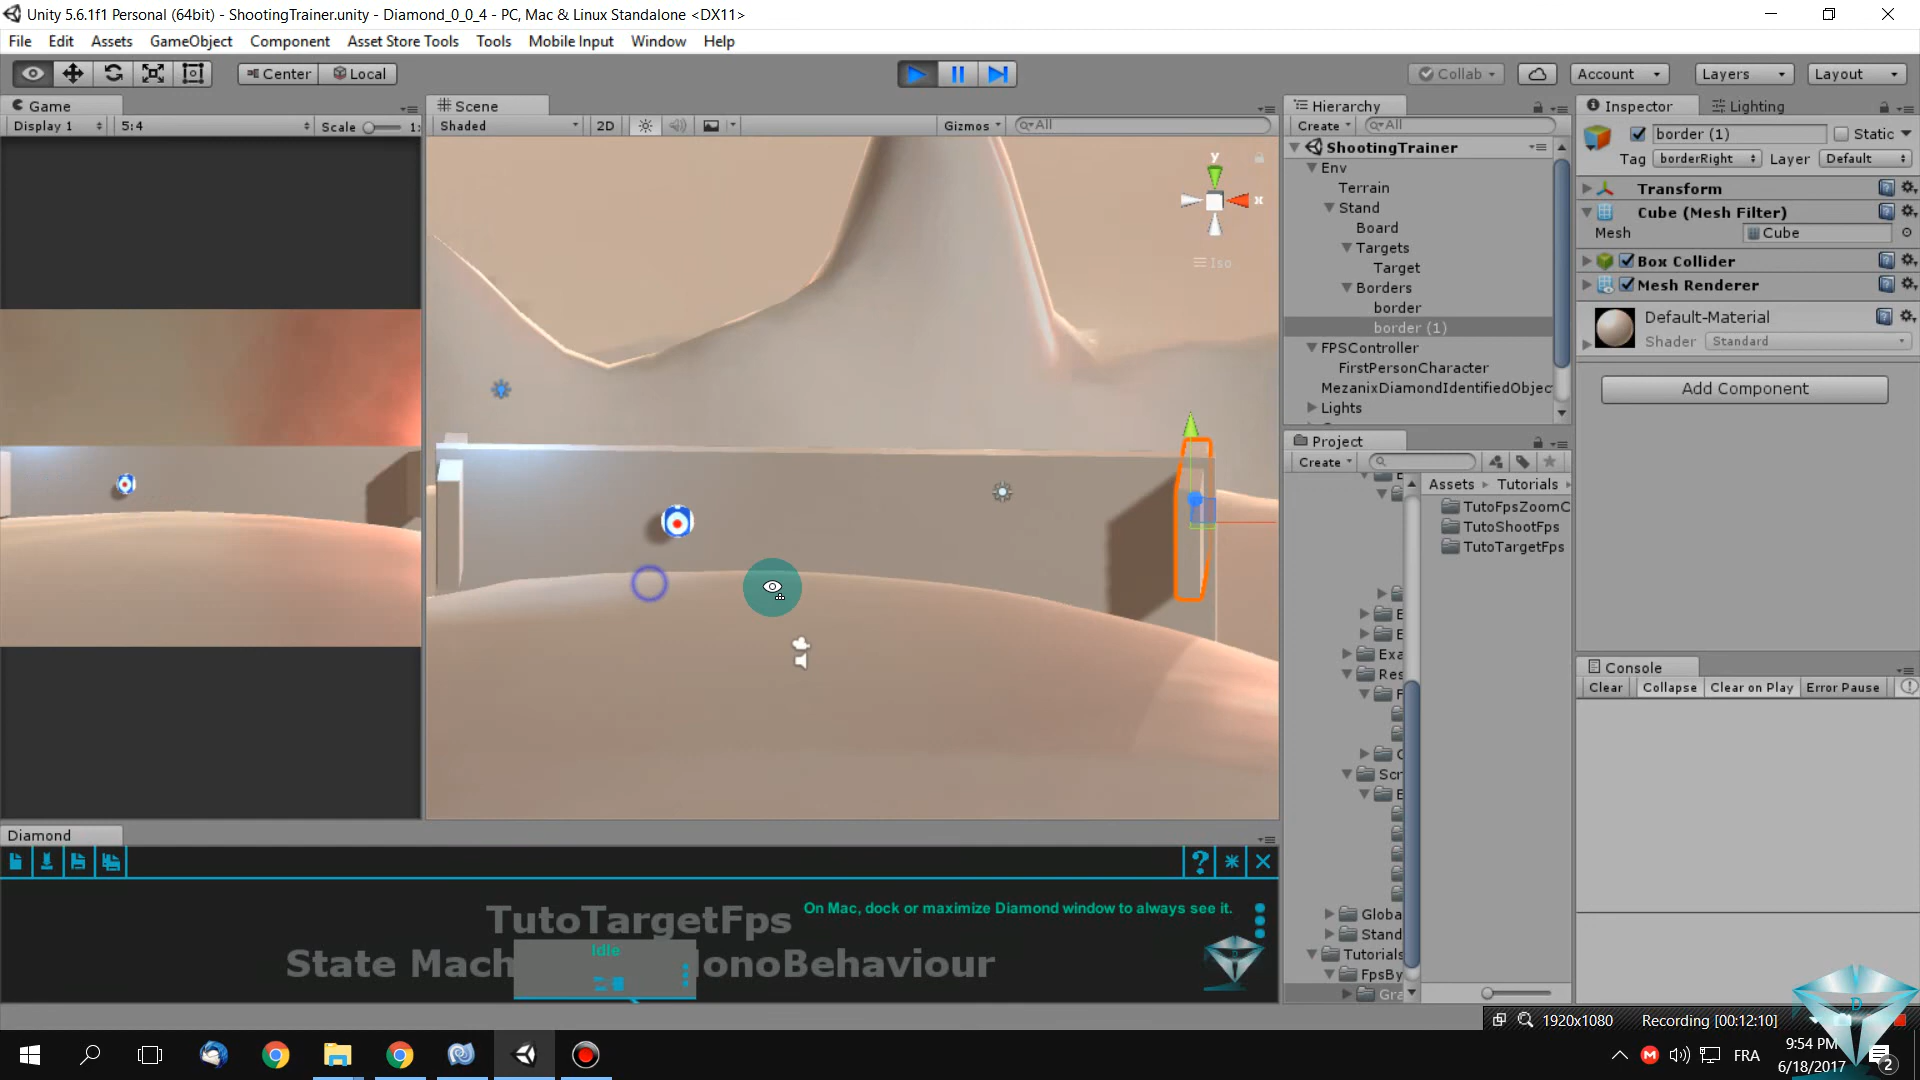 Unity 5.6.1f1 Personal (64bit) - ShootingTrainer.unity - Diamond_0_0_4 - PC, Mac & Linux Standalone <DX11>
File Edit Assets GameObject Component Asset Store Tools Tools Mobile Input Window Help
Center Local Collab Account Layers Layout
Game Scene Hierarchy Inspector Lighting
Display 1 5:4 Scale 1: Shaded 2D Gizmos All Create All
border (1) Static
Tag borderRight Layer Default
ShootingTrainer
Env
Terrain
Stand
Board
Targets
Target
Borders
border
border (1)
FPSController
FirstPersonCharacter
MezanixDiamondIdentifiedObjec
Lights
y
x
Iso
Transform
Cube (Mesh Filter)
Mesh Cube
Box Collider
Mesh Renderer
Default-Material
Shader Standard
Add Component
Project
Create
Assets Tutorials
TutoFpsZoomC
TutoShootFps
TutoTargetFps
E
E
Exa
Res
F
C
Scr
E
Globa
Stand
Tutorials
FpsBy
Gra
Console
Clear Collapse Clear on Play Error Pause
Diamond
?
TutoTargetFps
On Mac, dock or maximize Diamond window to always see it.
State Mach
onoBehaviour
Idle
D
1920x1080 Recording [00:12:10]
FRA
9:54 PM
6/18/2017
2